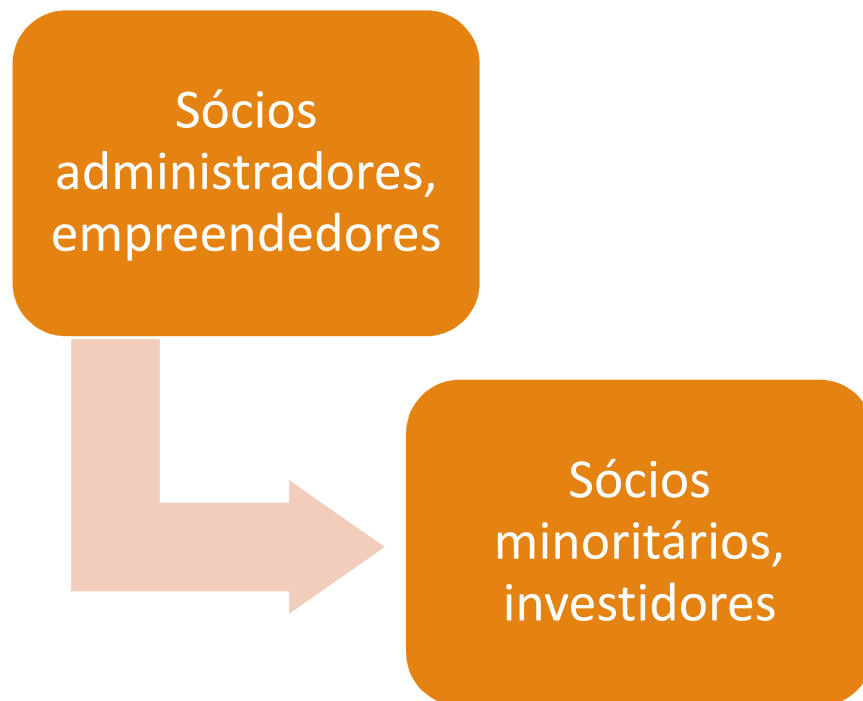 Sócios
administradores,
empreendedores
Sócios
minoritários,
investidores